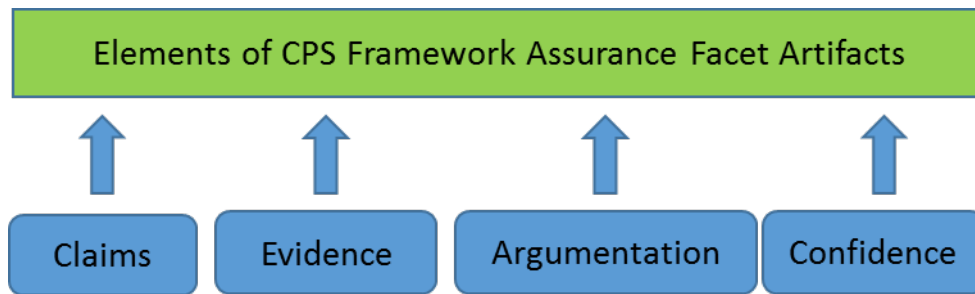 Elements of CPS Framework Assurance Facet Artifacts
Claims
Evidence
Argumentation
Confidence